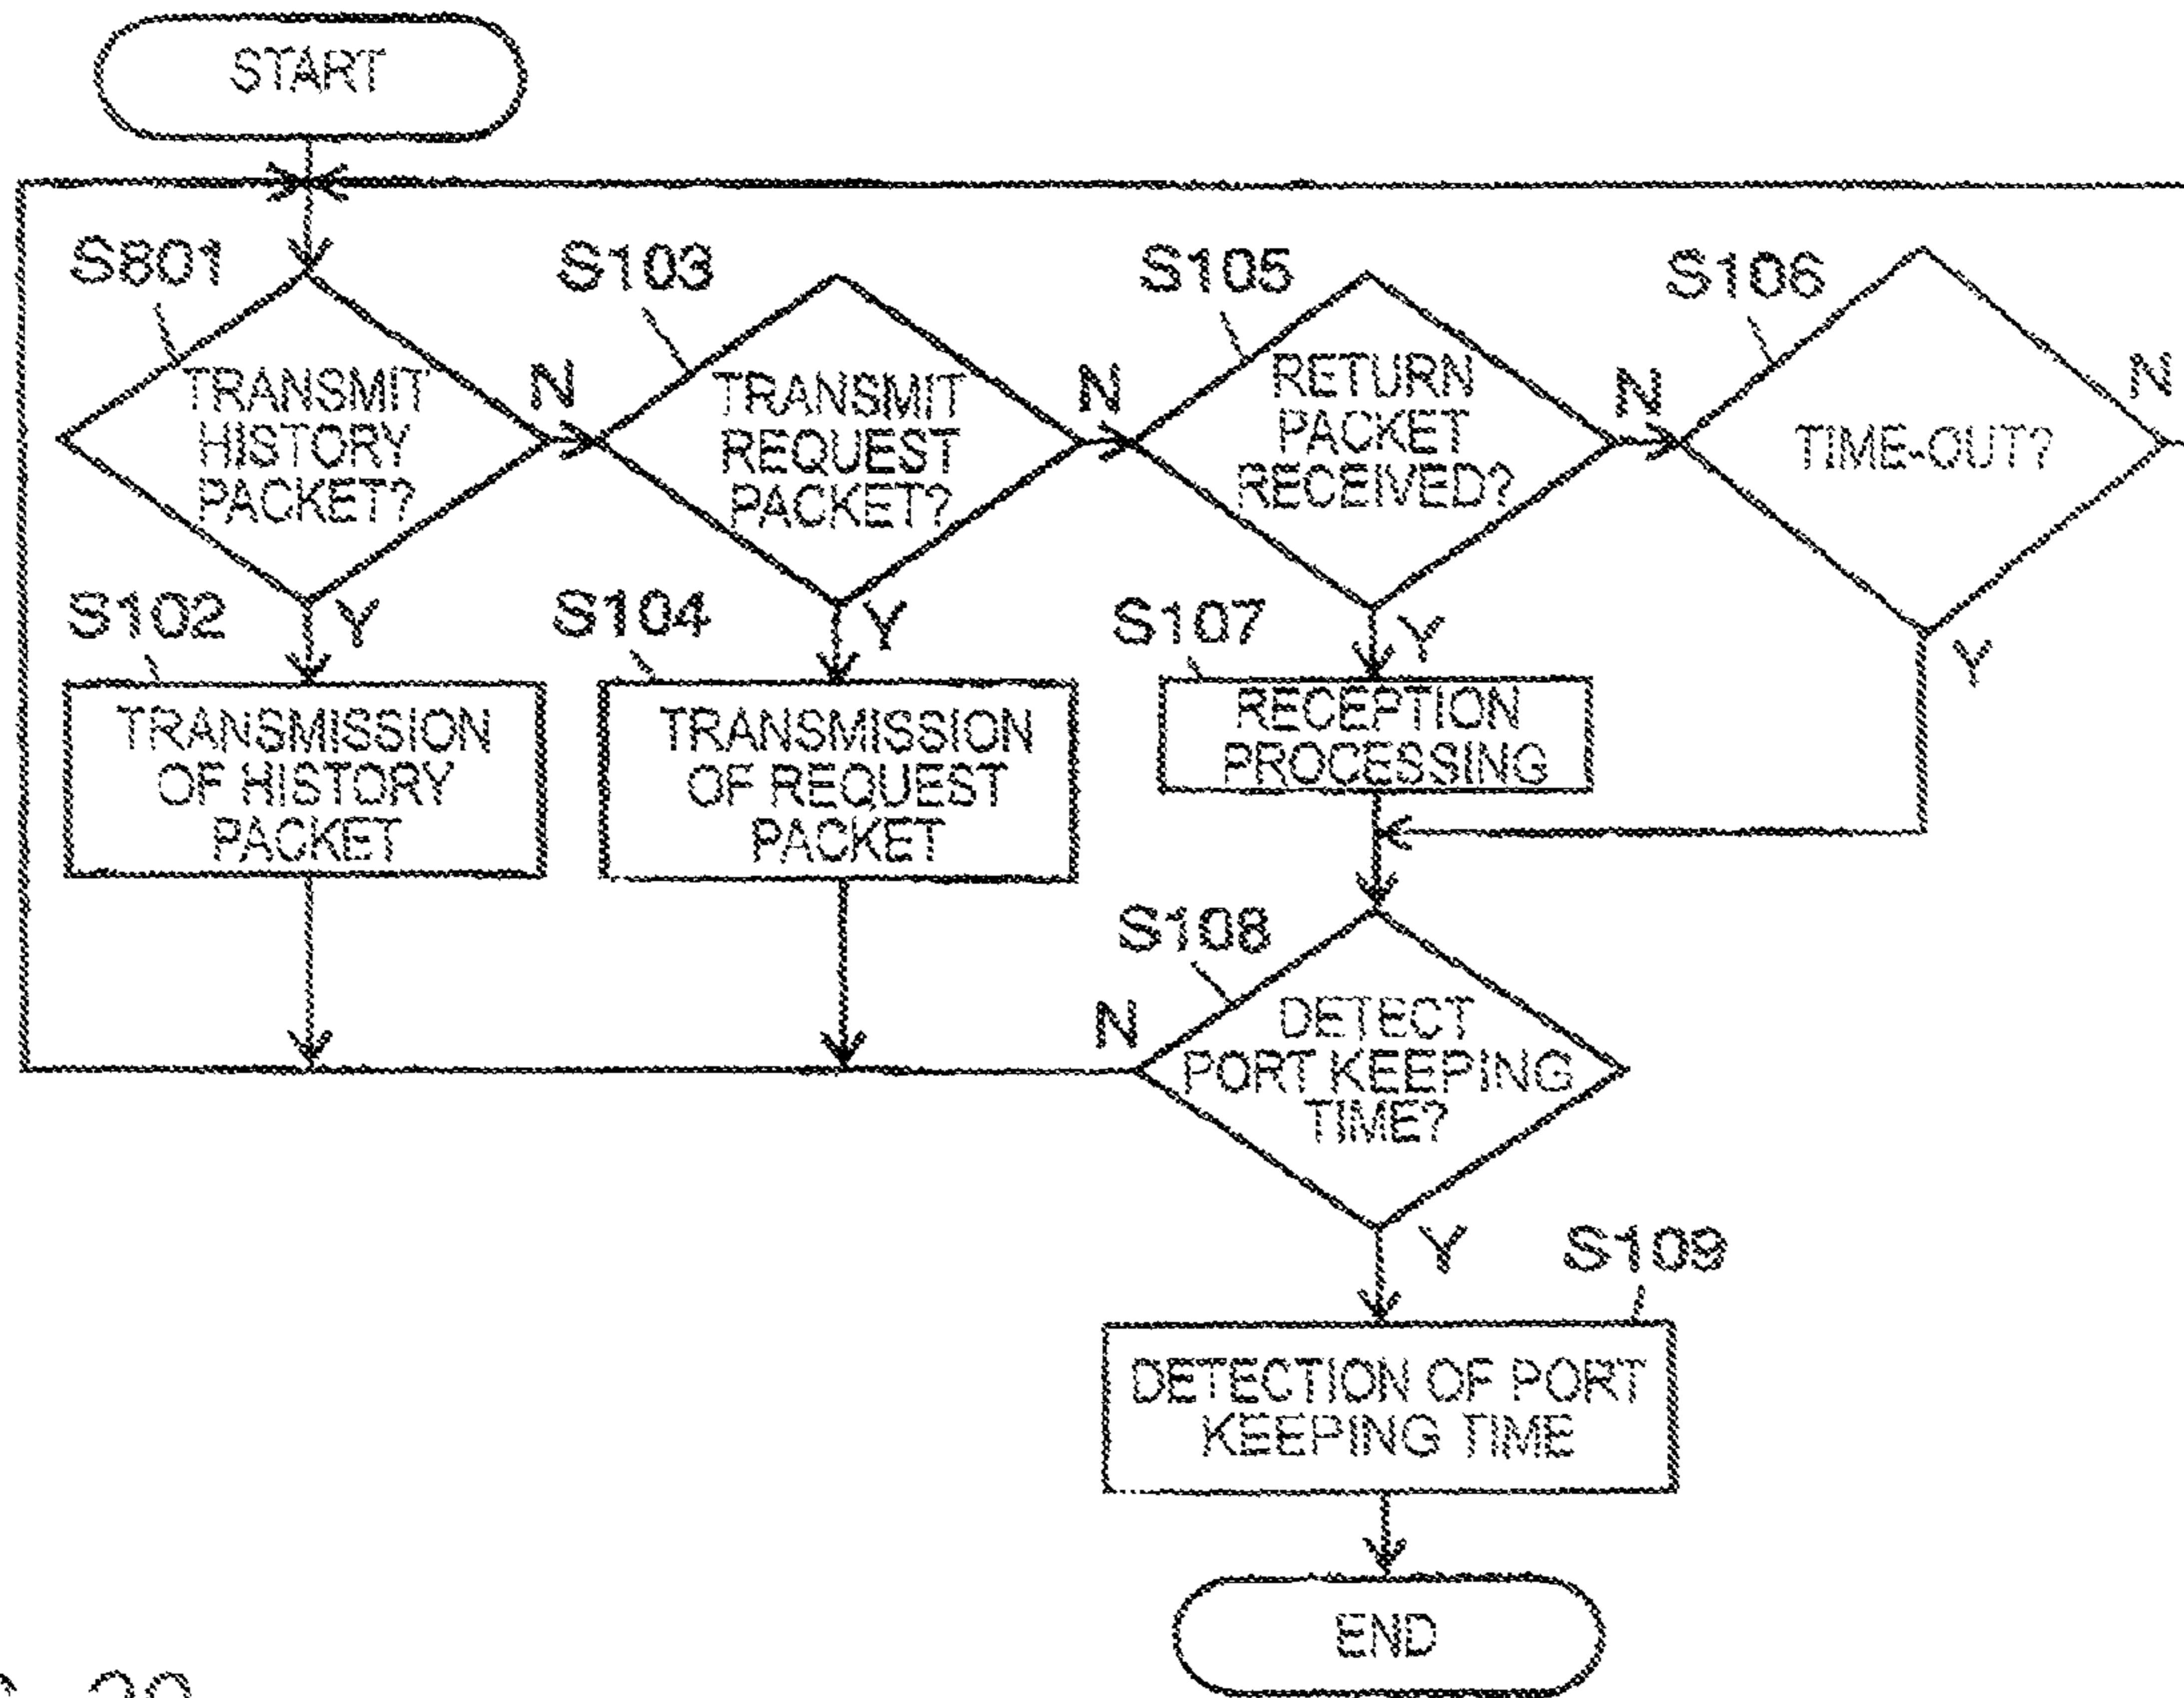 START
S801
TRANSMIT
HISTORY
PACKET?
N
Y
S103
TRANSMIT
REQUEST
PACKET?
N
Y
S105
RETURN
PACKET
RECEIVED?
N
Y
S106
TIME-OUT?
N
Y
S102
TRANSMISSION
OF HISTORY
PACKET
S104
TRANSMISSION
OF REQUEST
PACKET
S107
RECEPTION
PROCESSING
S108
DETECT
PORT KEEPING
TIME?
N
Y
S109
DETECTION OF PORT
KEEPING TIME
END